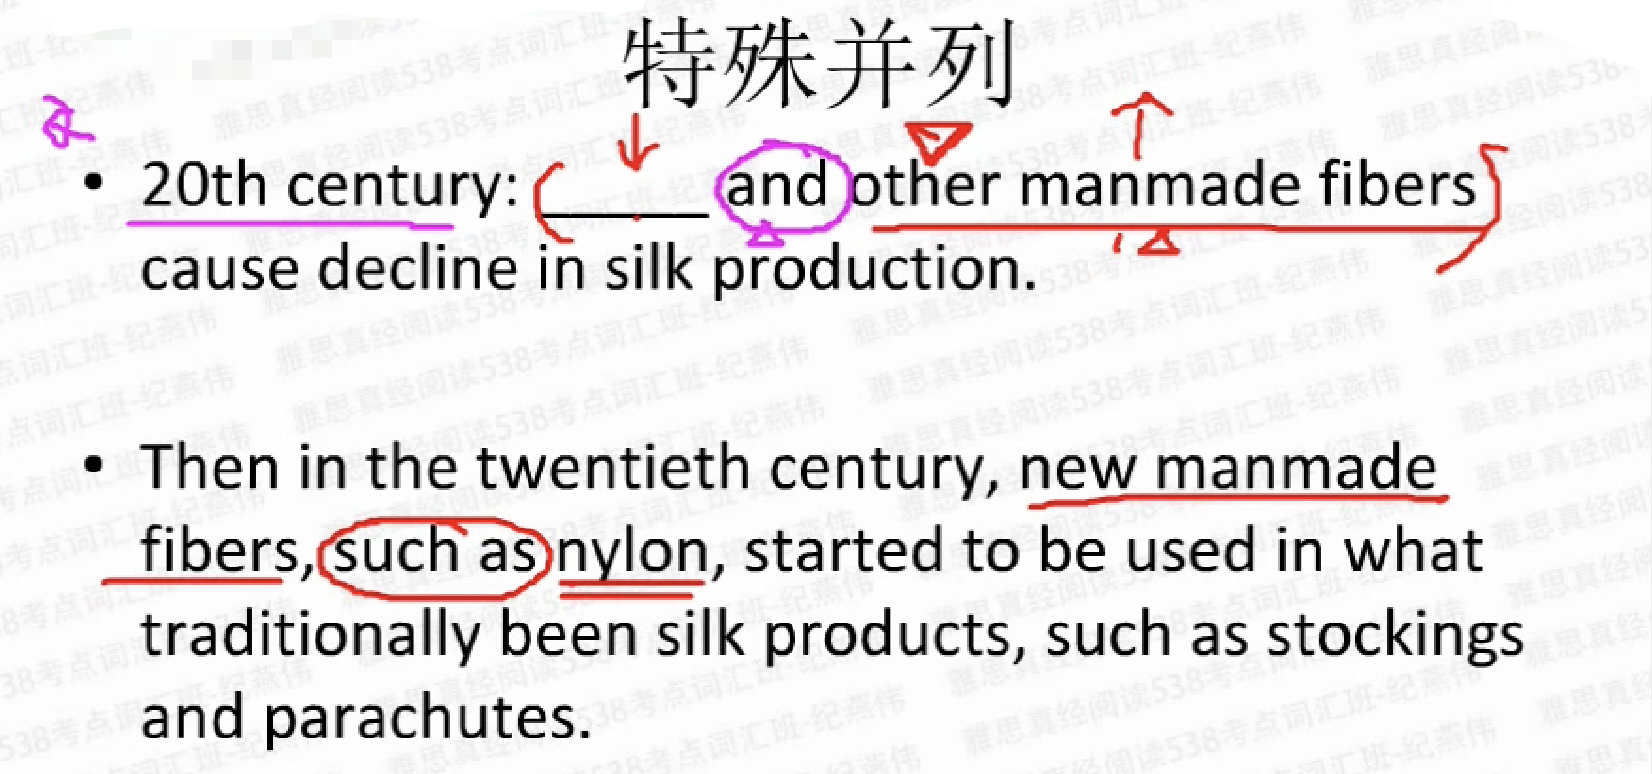 特殊并列
• 20th century: ______ and other manmade fibers
cause decline in silk production.
• Then in the twentieth century, new manmade
fibers, such as nylon, started to be used in what
traditionally been silk products, such as stockings
and parachutes.
雅思真经阅读538考点词汇班-纪燕伟